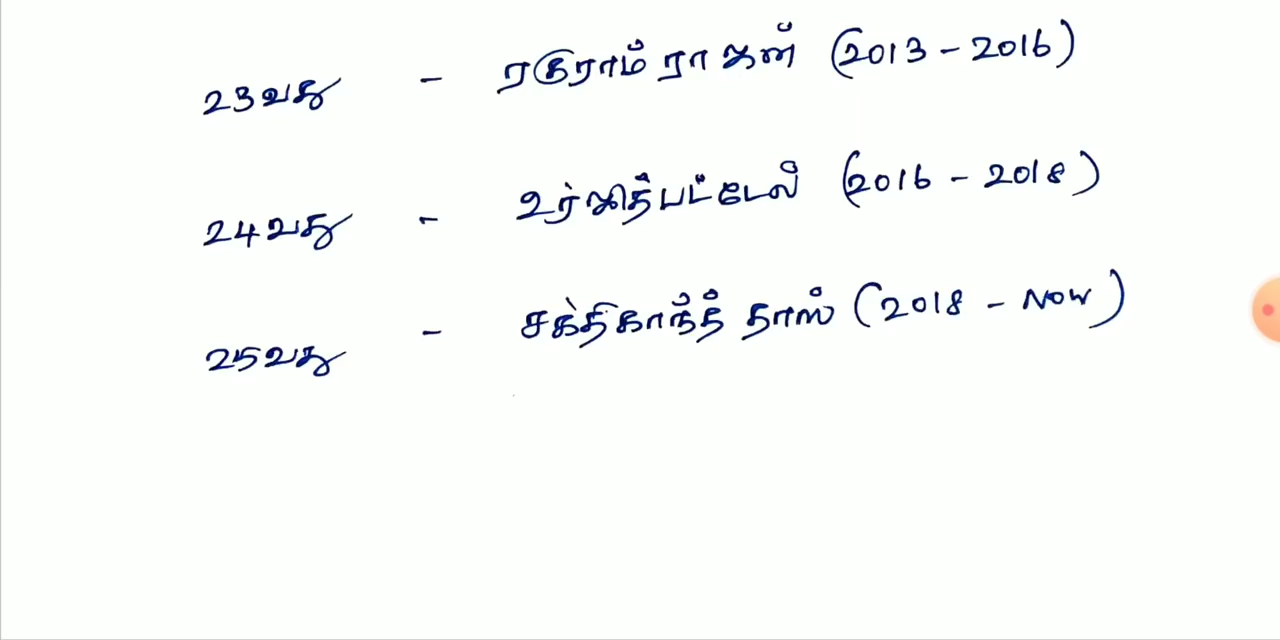 23வது - ரகுராம் ராஜன் (2013 - 2016)
24வது - உர்ஜித்பட்டேல் (2016 - 2018)
25வது - சக்திகாந்த் தாஸ் (2018 - Now)